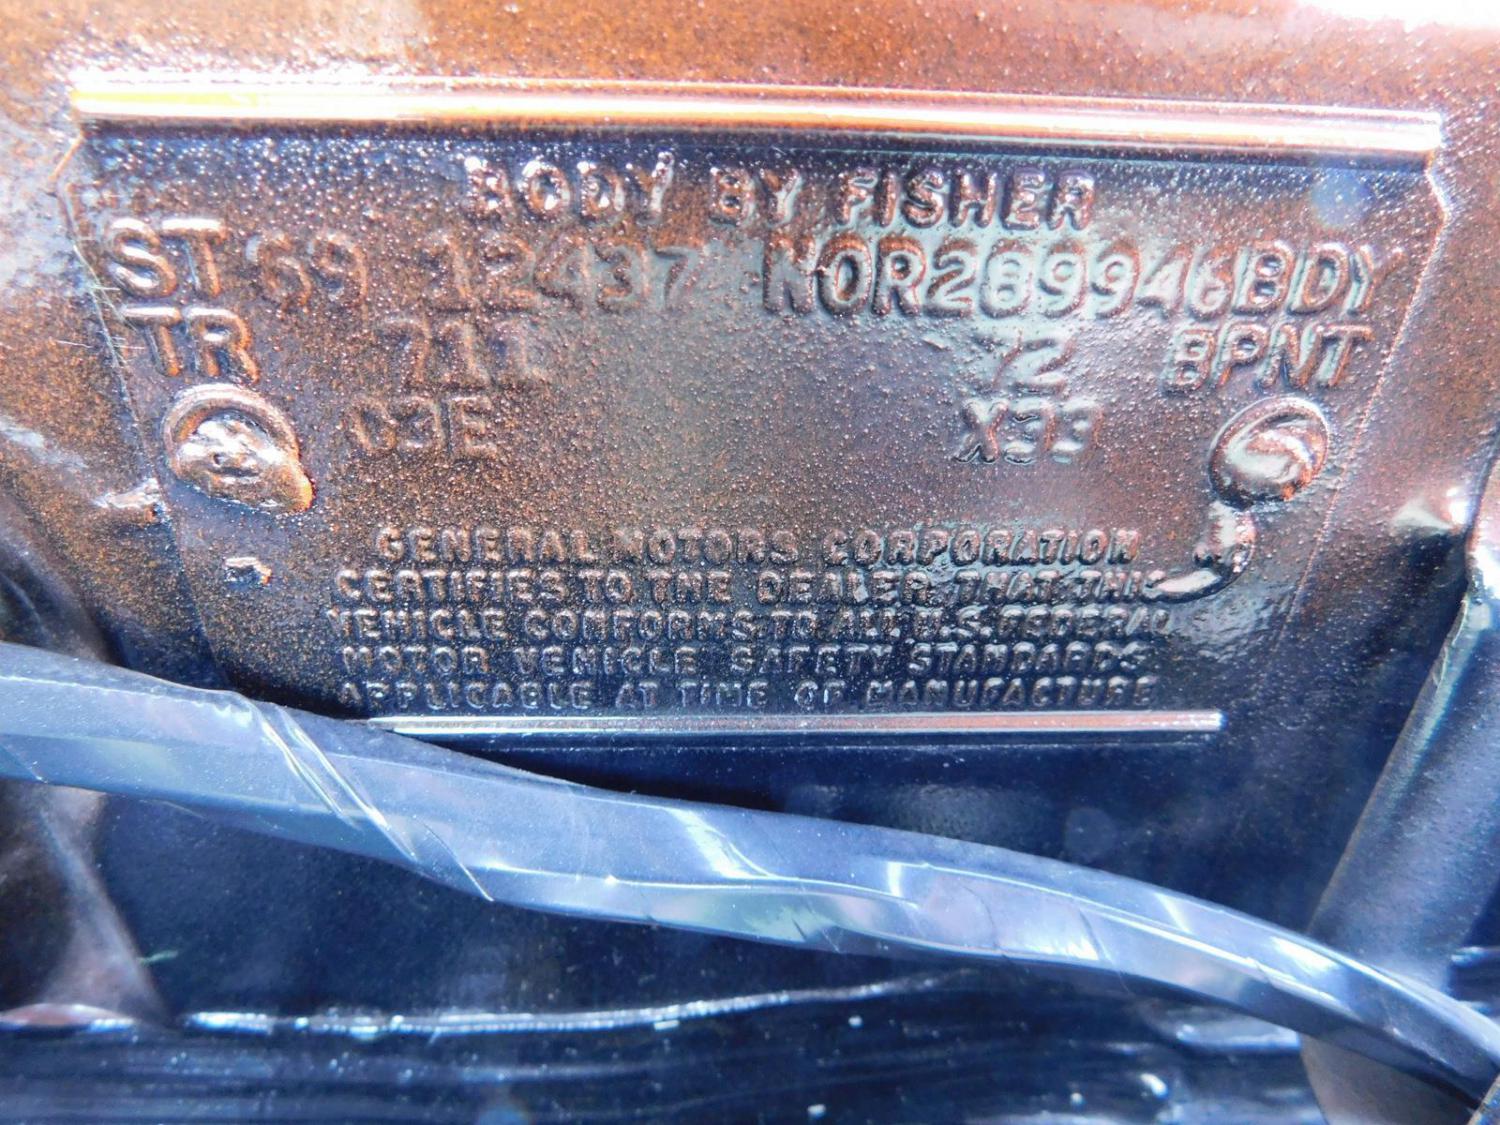 BODY BY FISHER
ST 69 12437 NOR289946BDY
TR 711 72 BPNT
03E X33
GENERAL MOTORS CORPORATION
CERTIFIES TO THE DEALER THAT THIS
VEHICLE CONFORMS TO ALL U.S. FEDERAL
MOTOR VEHICLE SAFETY STANDARDS
APPLICABLE AT TIME OF MANUFACTURE